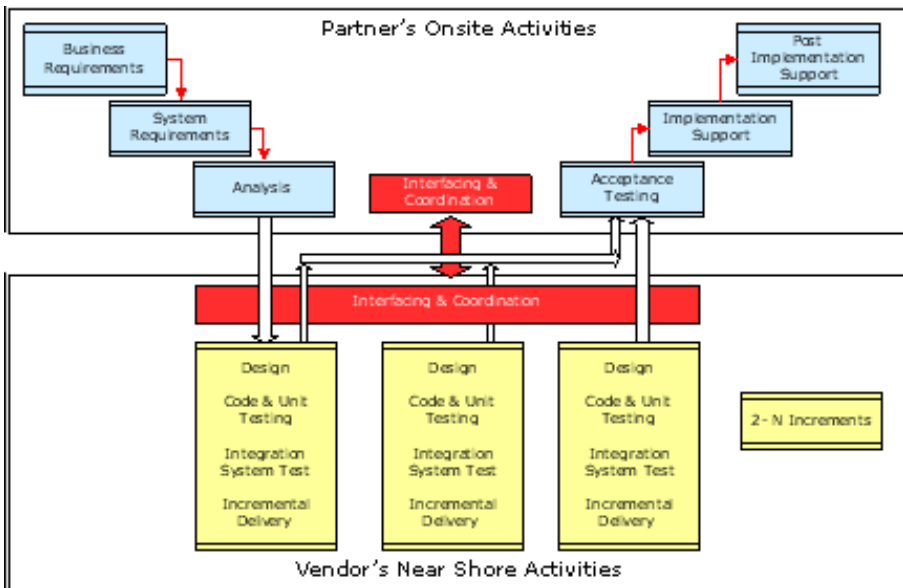 Partner's Onsite Activities
Business
Requirements
System
Requirements
Analysis
Interfacing &
Coordination
Acceptance
Testing
Implementation
Support
Post
Implementation
Support
Interfacing & Coordination
Design
Code & Unit
Testing
Integration
System Test
Incremental
Delivery
Design
Code & Unit
Testing
Integration
System Test
Incremental
Delivery
Design
Code & Unit
Testing
Integration
System Test
Incremental
Delivery
2- N Increments
Vendor's Near Shore Activities